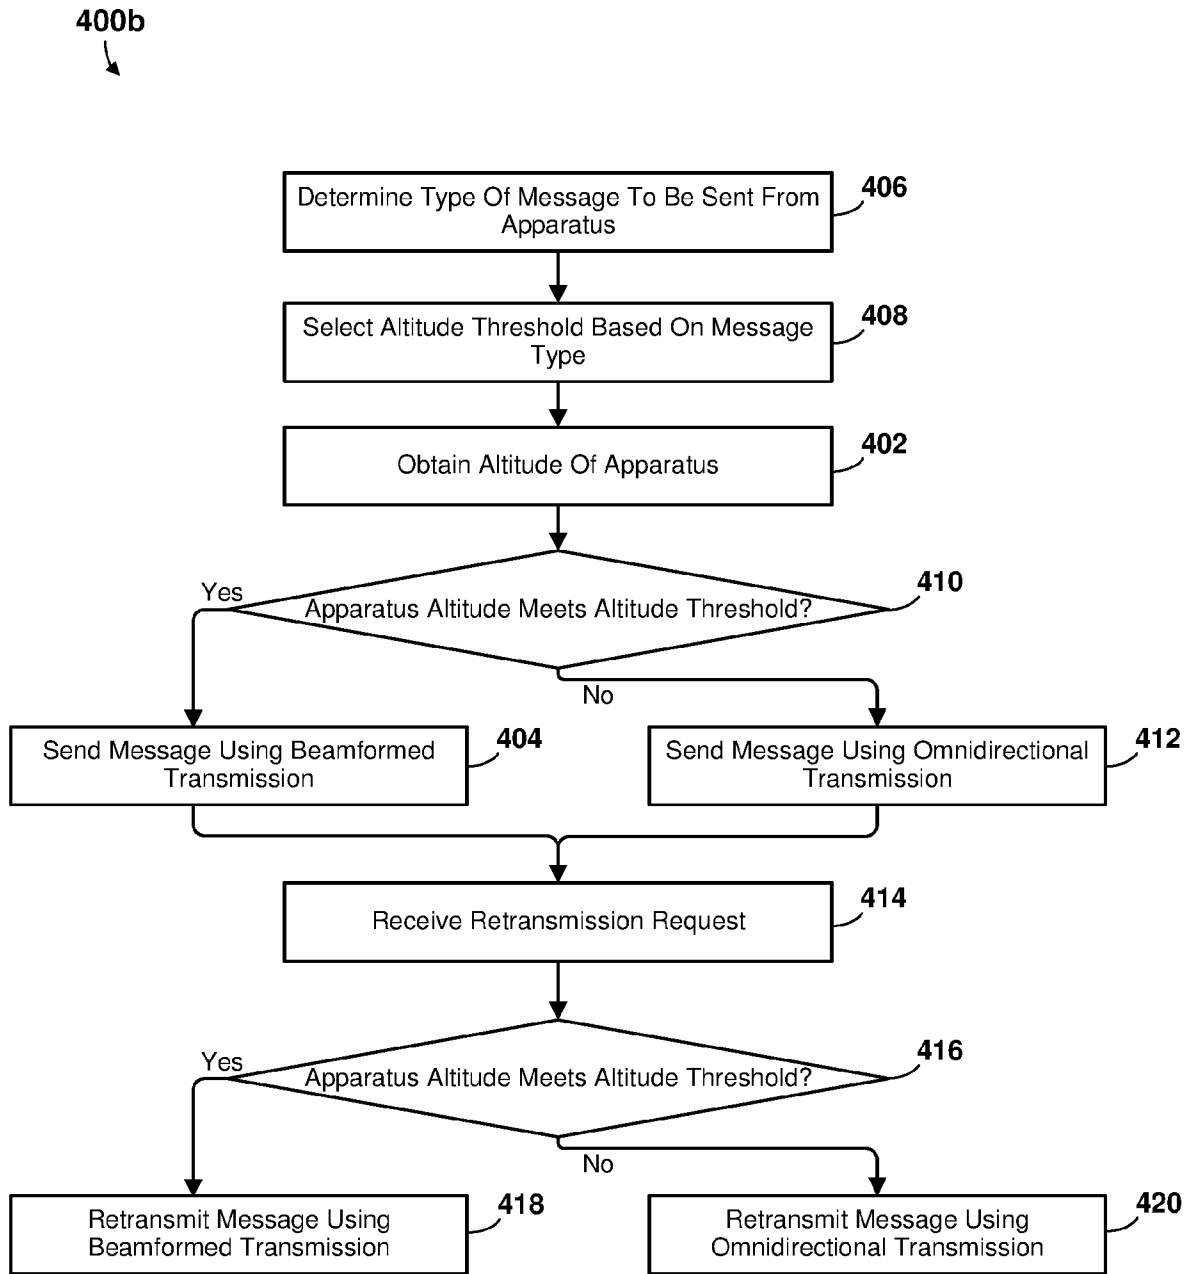 400b
Determine Type Of Message To Be Sent From
Apparatus
406
Select Altitude Threshold Based On Message
Type
408
Obtain Altitude Of Apparatus
402
Apparatus Altitude Meets Altitude Threshold?
410
Yes
No
Send Message Using Beamformed
Transmission
404
Send Message Using Omnidirectional
Transmission
412
Receive Retransmission Request
414
Apparatus Altitude Meets Altitude Threshold?
416
Yes
No
Retransmit Message Using
Beamformed Transmission
418
Retransmit Message Using
Omnidirectional Transmission
420